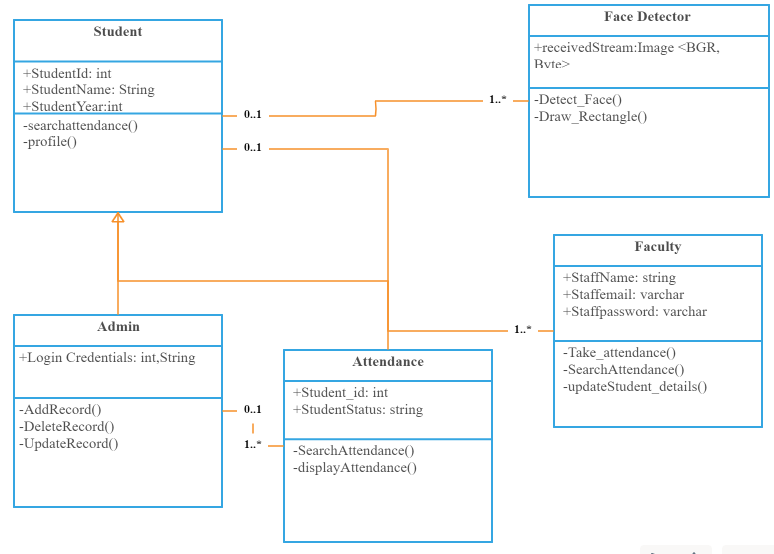 Student
+StudentId: int
+StudentName: String
+StudentYear:int
-searchattendance()
-profile()
0..1
0..1
1..*
Face Detector
+receivedStream:Image <BGR,
Byte>
-Detect_Face()
-Draw_Rectangle()
Faculty
+StaffName: string
+Staffemail: varchar
+Staffpassword: varchar
-Take_attendance()
-SearchAttendance()
-updateStudent_details()
1..*
Admin
+Login Credentials: int,String
-AddRecord()
-DeleteRecord()
-UpdateRecord()
0..1
1..*
Attendance
+Student_id: int
+StudentStatus: string
-SearchAttendance()
-displayAttendance()